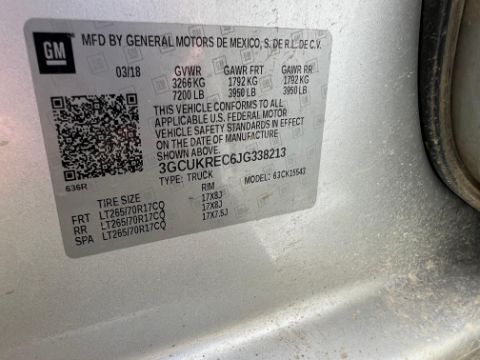 GM
MFD BY GENERAL MOTORS DE MEXICO, S. DE R.L. DE C.V.
03/18 GVWR GAWR FRT GAWR RR
3266 KG 1792 KG 1792 KG
7200 LB 3950 LB 3950 LB
THIS VEHICLE CONFORMS TO ALL
APPLICABLE U.S. FEDERAL MOTOR
VEHICLE SAFETY STANDARDS IN EFFECT
ON THE DATE OF MANUFACTURE
SHOWN ABOVE.
3GCUKREC6JG338213
636R TYPE: TRUCK MODEL: 63CK15543
TIRE SIZE RIM
FRT LT265/70R17CQ 17X8J
RR LT265/70R17CQ 17X8J
SPA LT265/70R17CQ 17X7.5J